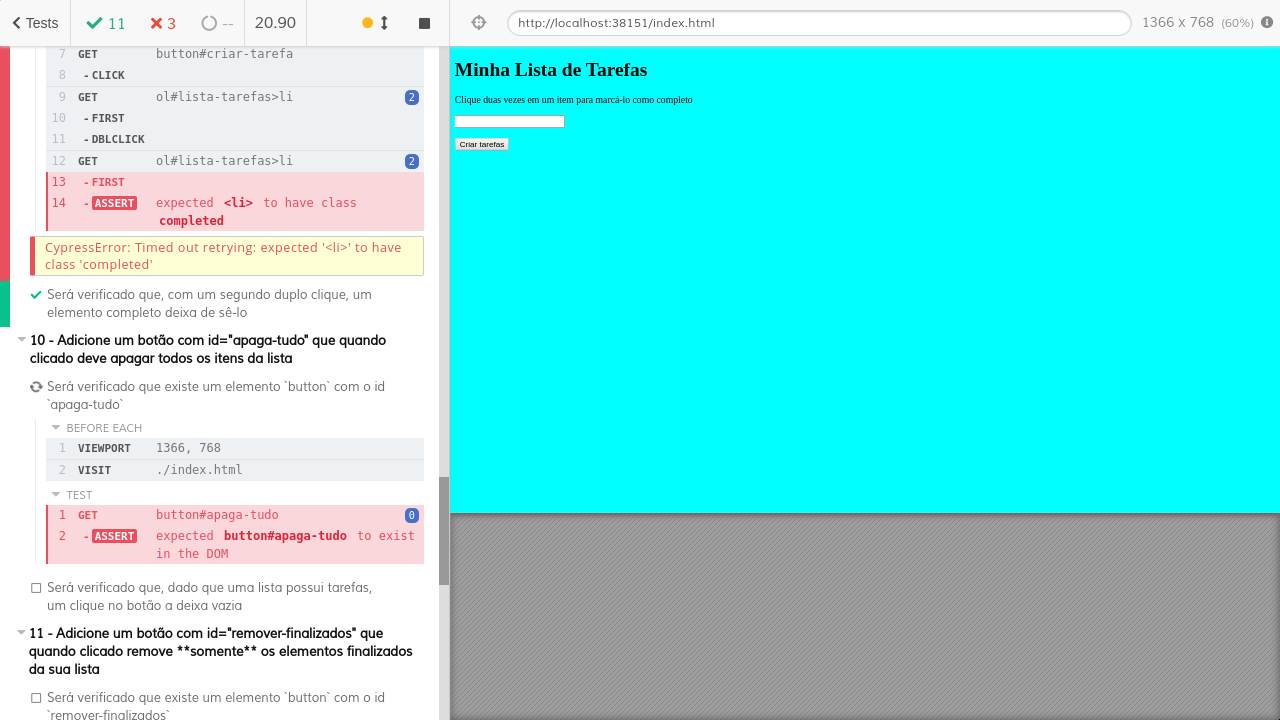 Tests
11
3
--
20.90
http://localhost:38151/index.html
1366 x 768 (60%)
7 GET button#criar-tarefa
8 - CLICK
9 GET ol#lista-tarefas>li 2
10 - FIRST
11 - DBLCLICK
12 GET ol#lista-tarefas>li 2
13 - FIRST
14 - ASSERT expected <li> to have class
completed
CypressError: Timed out retrying: expected '<li>' to have
class 'completed'
Será verificado que, com um segundo duplo clique, um
elemento completo deixa de sê-lo
10 - Adicione um botão com id="apaga-tudo" que quando
clicado deve apagar todos os itens da lista
Será verificado que existe um elemento `button` com o id
`apaga-tudo`
BEFORE EACH
1 VIEWPORT 1366, 768
2 VISIT ./index.html
TEST
1 GET button#apaga-tudo 0
2 - ASSERT expected button#apaga-tudo to exist
in the DOM
Será verificado que, dado que uma lista possui tarefas,
um clique no botão a deixa vazia
11 - Adicione um botão com id="remover-finalizados" que
quando clicado remove **somente** os elementos finalizados
da sua lista
Será verificado que existe um elemento `button` com o id
`remover-finalizados`
Minha Lista de Tarefas
Clique duas vezes em um item para marcá-lo como completo
Criar tarefas